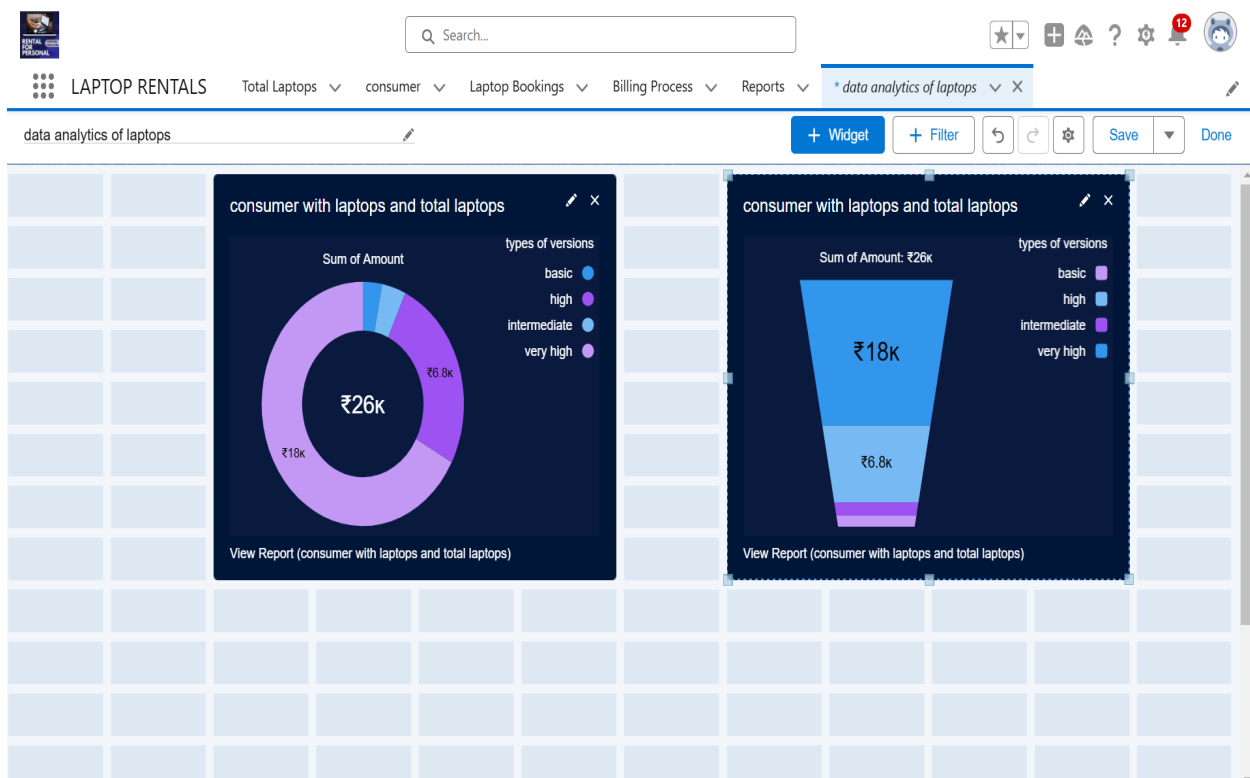 RENTAL
FOR
PERSONAL
Search...
12
LAPTOP RENTALS
Total Laptops
consumer
Laptop Bookings
Billing Process
Reports
* data analytics of laptops
data analytics of laptops
+ Widget
+ Filter
Save
Done
consumer with laptops and total laptops
types of versions
Sum of Amount
basic
high
intermediate
very high
₹6.8K
₹26K
₹18K
View Report (consumer with laptops and total laptops)
consumer with laptops and total laptops
types of versions
Sum of Amount: ₹26K
basic
high
intermediate
very high
₹18K
₹6.8K
View Report (consumer with laptops and total laptops)